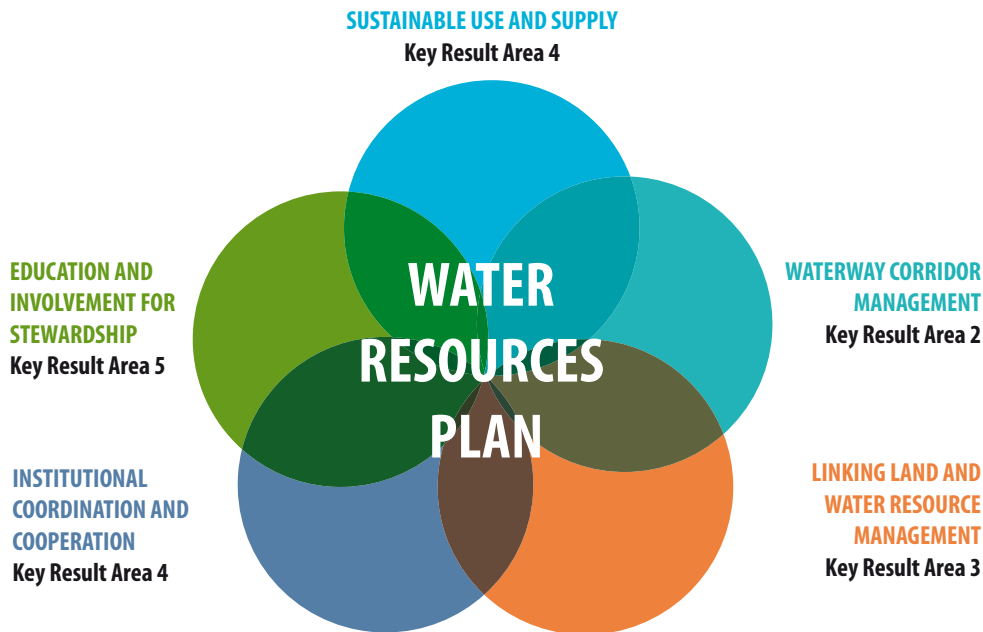 SUSTAINABLE USE AND SUPPLY
Key Result Area 4
EDUCATION AND
INVOLVEMENT FOR
STEWARDSHIP
Key Result Area 5
WATER
RESOURCES
PLAN
WATERWAY CORRIDOR
MANAGEMENT
Key Result Area 2
INSTITUTIONAL
COORDINATION AND
COOPERATION
Key Result Area 4
LINKING LAND AND
WATER RESOURCE
MANAGEMENT
Key Result Area 3